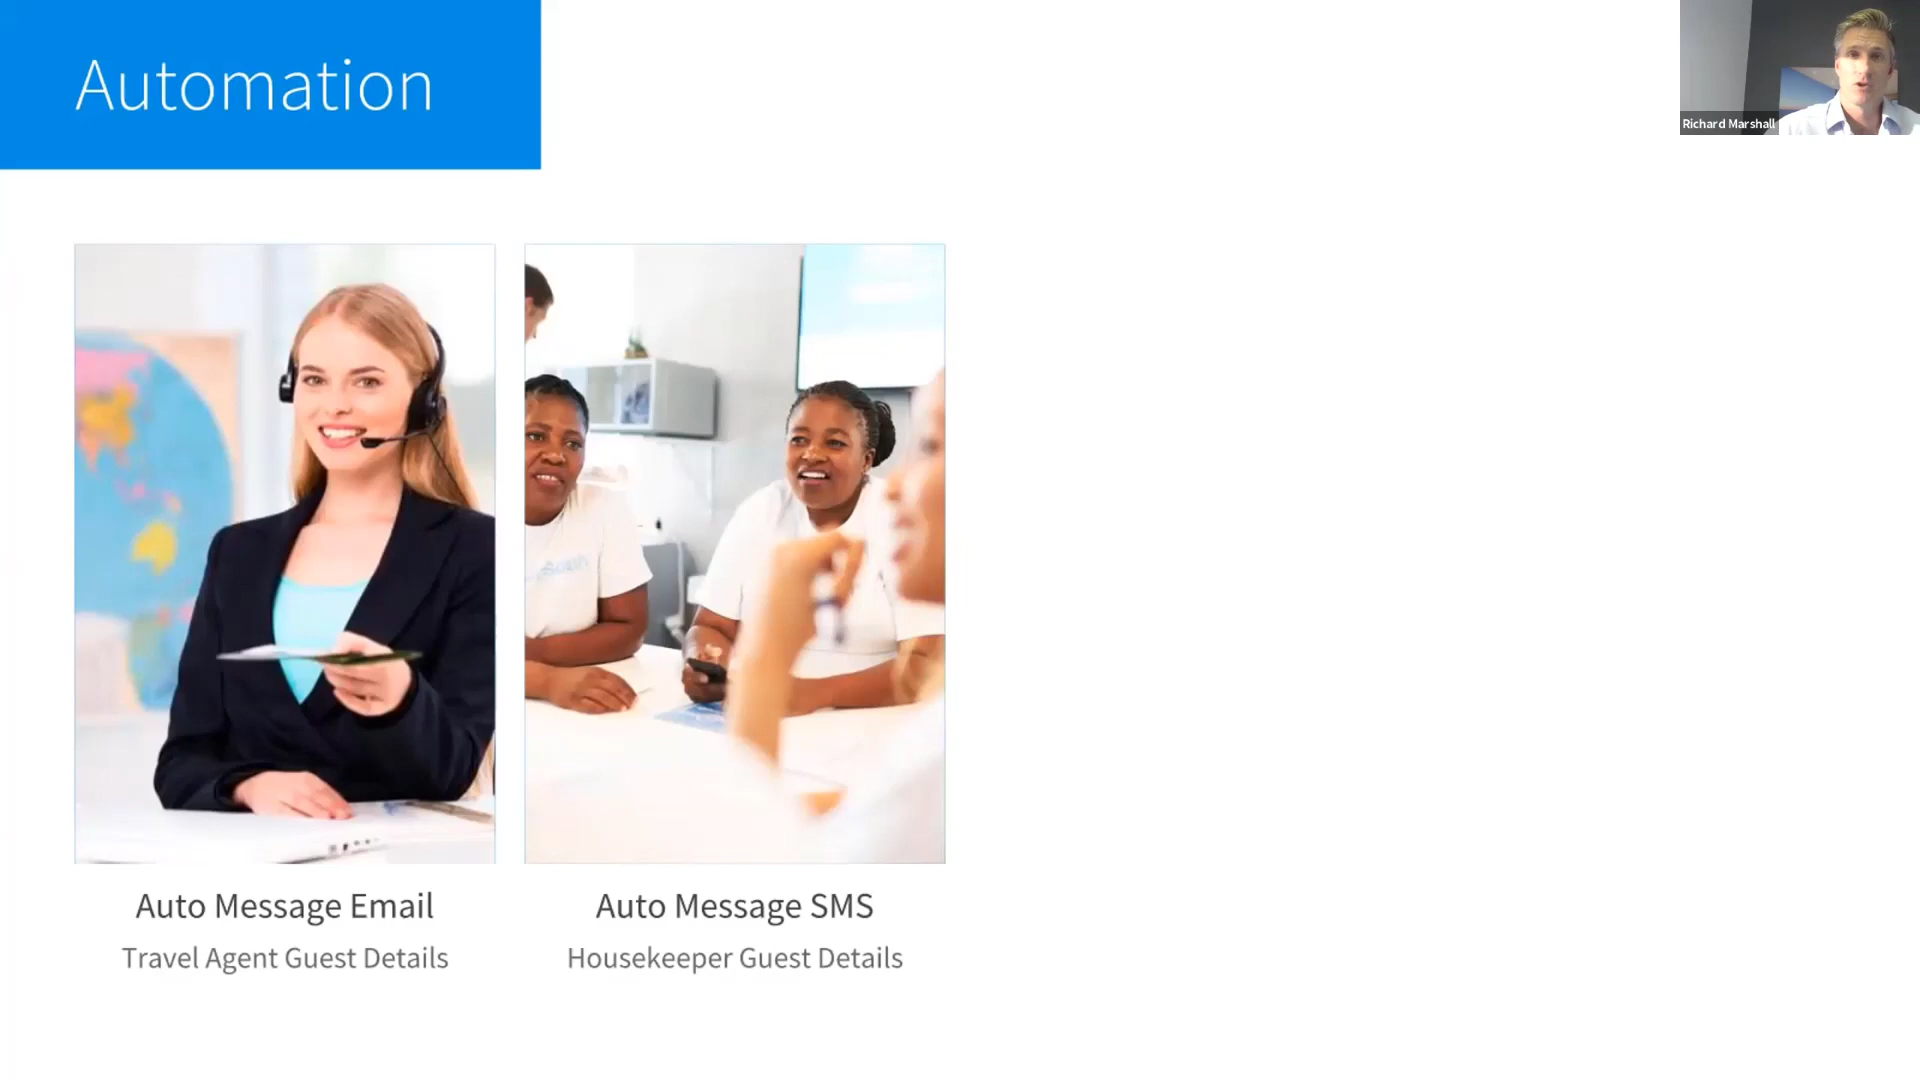 Automation
Richard Marshall
Auto Message Email
Travel Agent Guest Details
Auto Message SMS
Housekeeper Guest Details